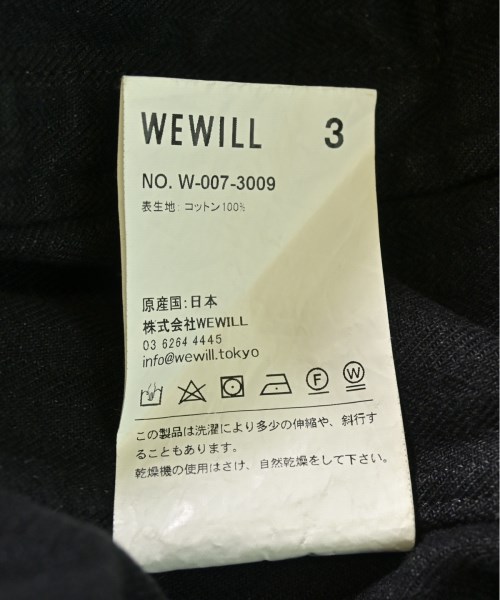 WEWILL 3
NO. W-007-3009
表生地: コットン100%
原産国:日本
株式会社WEWILL
03 6264 4445
info@wewill.tokyo
F W
この製品は洗濯により多少の伸縮や、斜行す
ることもあります。
乾燥機の使用はさけ、自然乾燥をして下さい。